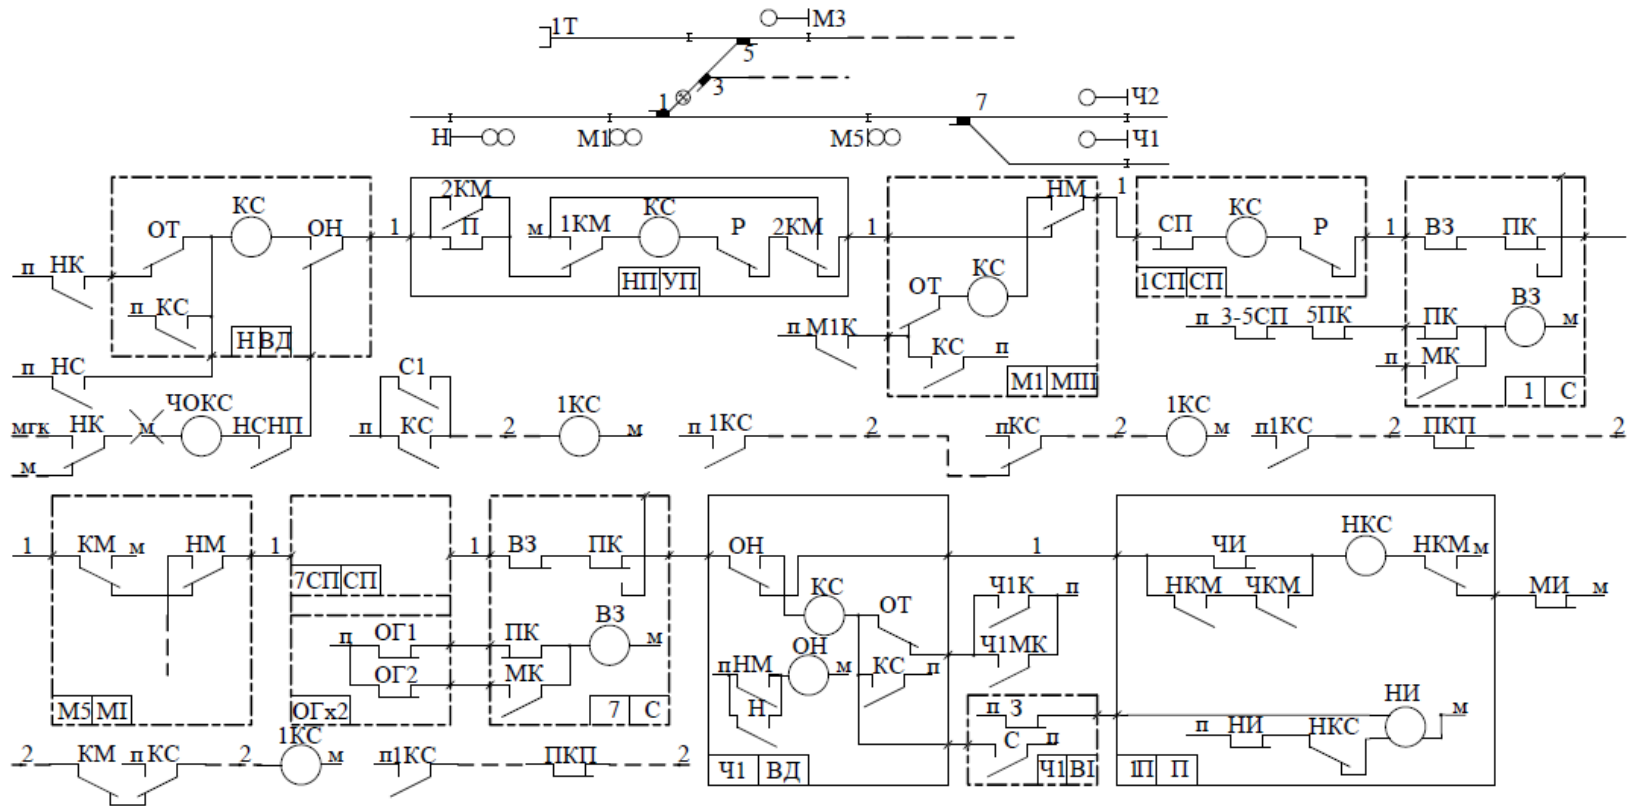 1Т М3
5
3
1 7 Ч2
Н М1 М5 Ч1
2КМ НМ 1
КС КС СП КС
ОТ ОН 1 П м 1КМ Р 2КМ 1 Р 1 ВЗ ПК
п НК НП УП ОТ КС 1СП СП
п КС п М1К п 3-5СП 5ПК ПК ВЗ м
Н ВД КС п п МК
п НС С1 М1 МIII 1 С
мгк НК м ЧОКС НСНП п КС 2 1КС м п 1КС 2 пКС 2 1КС м п1КС 2 ПКП 2
м
1 КМ м НМ 1 1 ВЗ ПК ОН 1 ЧИ НКС НКМ м
7СП СП КС ОТ Ч1К п НКМ ЧКМ МИ м
п ОГ1 ПК ВЗ м ОН Ч1МК
ОГ2 МК п НМ м КС п
М5 МI ОГх2 7 С Н п З п НИ НКС НИ м
2 КМ п КС 2 1КС м п1КС ПКП 2 С п
Ч1 ВД Ч1 ВI 1П П